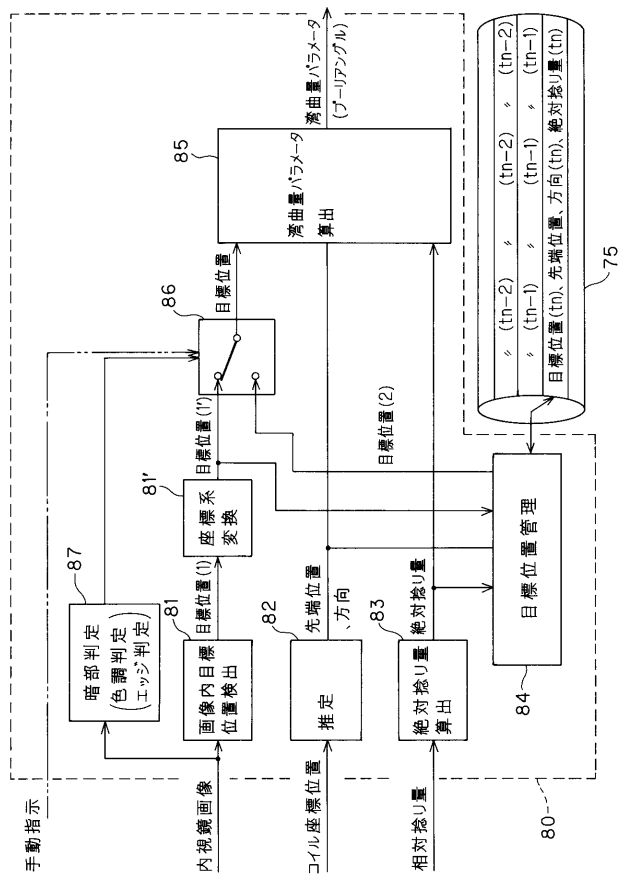 手動指示
内視鏡画像
コイル座標位置
相対捻り量
87
暗部判定
(色調判定
エッジ判定)
81
画像内目標
位置検出
目標位置(1)
81'
座標系
変換
目標位置(1')
86
目標位置
85
湾曲量パラメータ
算出
湾曲量パラメータ
(プーリアングル)
82
推定
先端位置
、方向
83
絶対捻り量
算出
絶対捻り量
目標位置(2)
84
目標位置管理
80
75
〃 (tn-2) 〃 (tn-2) 〃 (tn-2)
〃 (tn-1) 〃 (tn-1) 〃 (tn-1)
目標位置(tn)、先端位置、方向(tn)、絶対捻り量(tn)